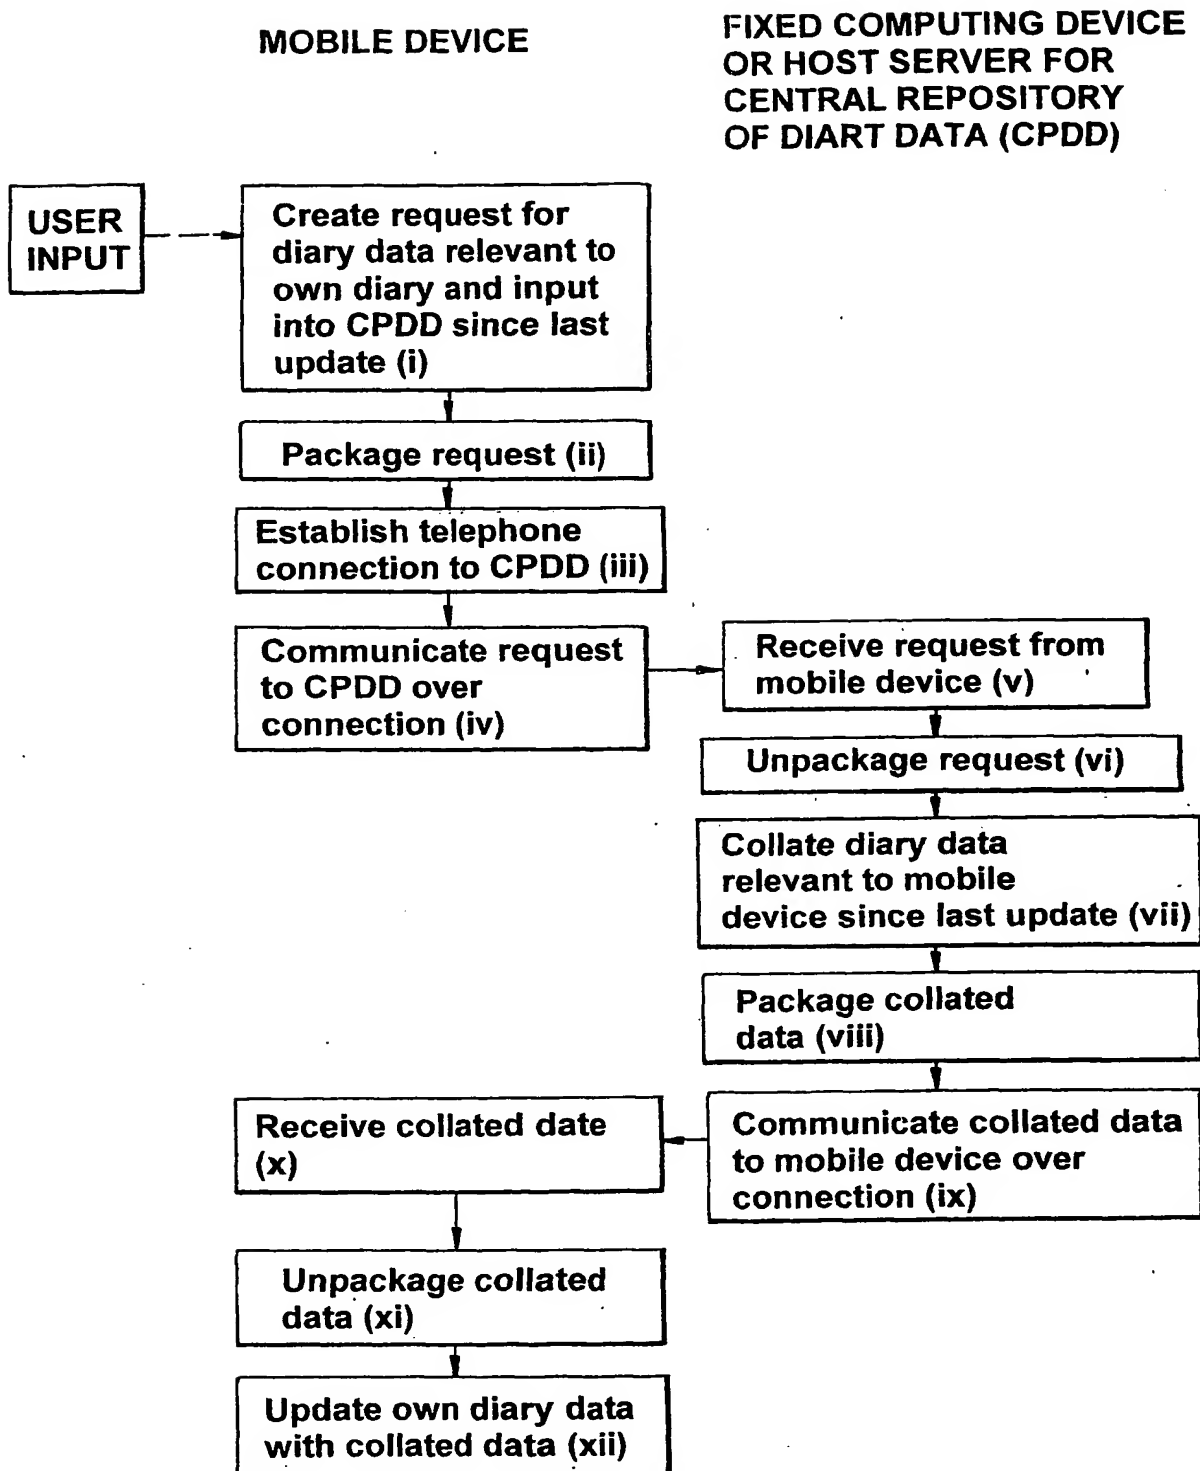 MOBILE DEVICE
FIXED COMPUTING DEVICE
OR HOST SERVER FOR
CENTRAL REPOSITORY
OF DIART DATA (CPDD)
USER
INPUT
Create request for
diary data relevant to
own diary and input
into CPDD since last
update (i)
Package request (ii)
Establish telephone
connection to CPDD (iii)
Communicate request
to CPDD over
connection (iv)
Receive request from
mobile device (v)
Unpackage request (vi)
Collate diary data
relevant to mobile
device since last update (vii)
Package collated
data (viii)
Communicate collated data
to mobile device over
connection (ix)
Receive collated date
(x)
Unpackage collated
data (xi)
Update own diary data
with collated data (xii)